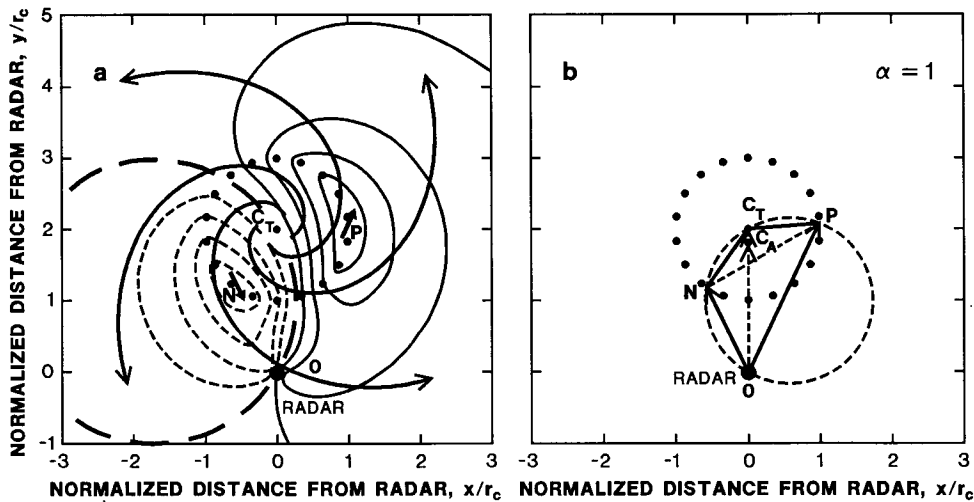 NORMALIZED DISTANCE FROM RADAR, y/rc
5
4
3
2
1
0
-1
a
CT
P
N
O
RADAR
-3
-2
-1
0
1
2
3
NORMALIZED DISTANCE FROM RADAR, x/rc
b
α = 1
CT
P
CA
N
RADAR
O
-3
-2
-1
0
1
2
3
NORMALIZED DISTANCE FROM RADAR, x/rc